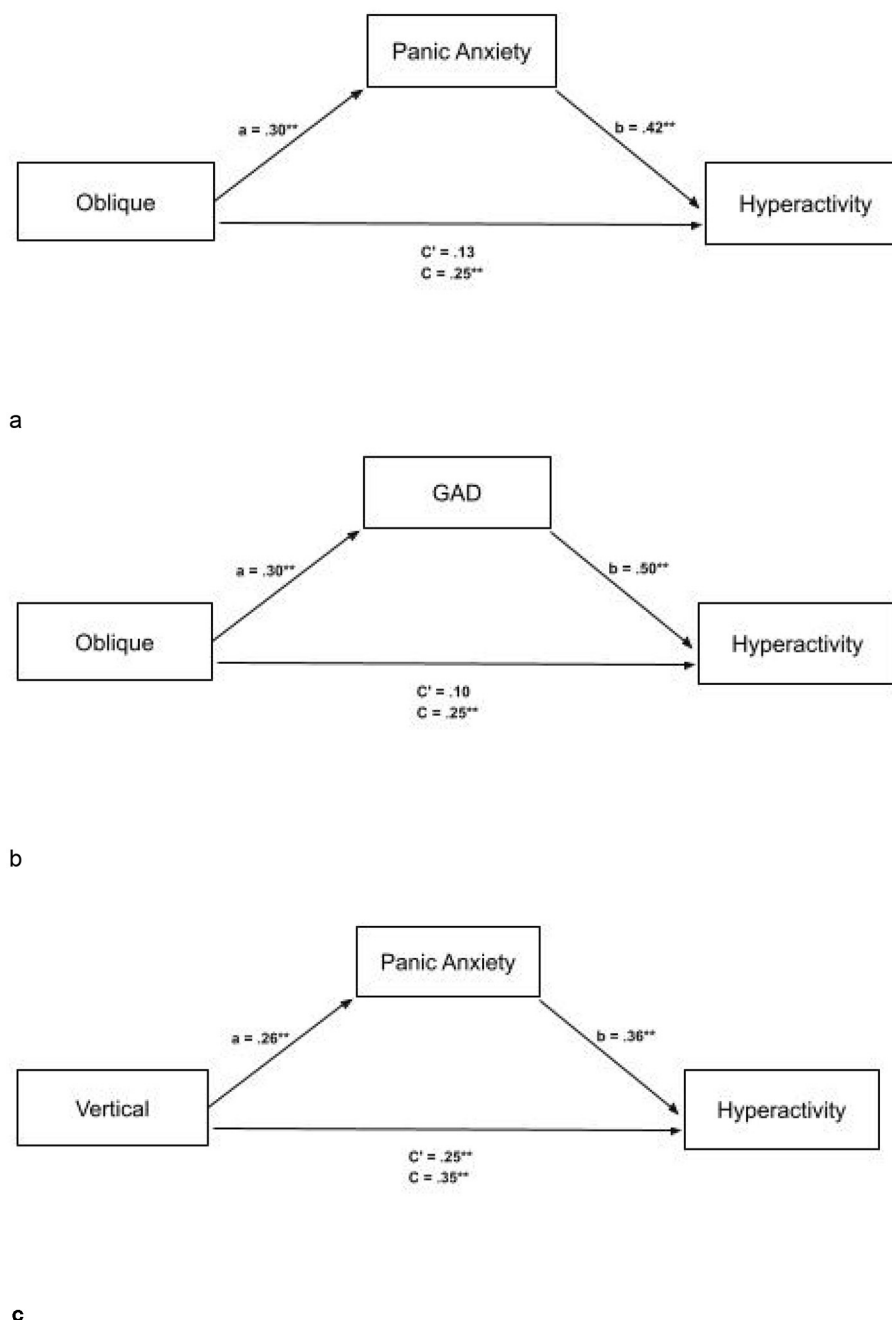 Panic Anxiety
a = .30**
b = .42**
Oblique
Hyperactivity
C' = .13
C = .25**
a
GAD
a = .30**
b = .50**
Oblique
Hyperactivity
C' = .10
C = .25**
b
Panic Anxiety
a = .26**
b = .36**
Vertical
Hyperactivity
C' = .25**
C = .35**
c